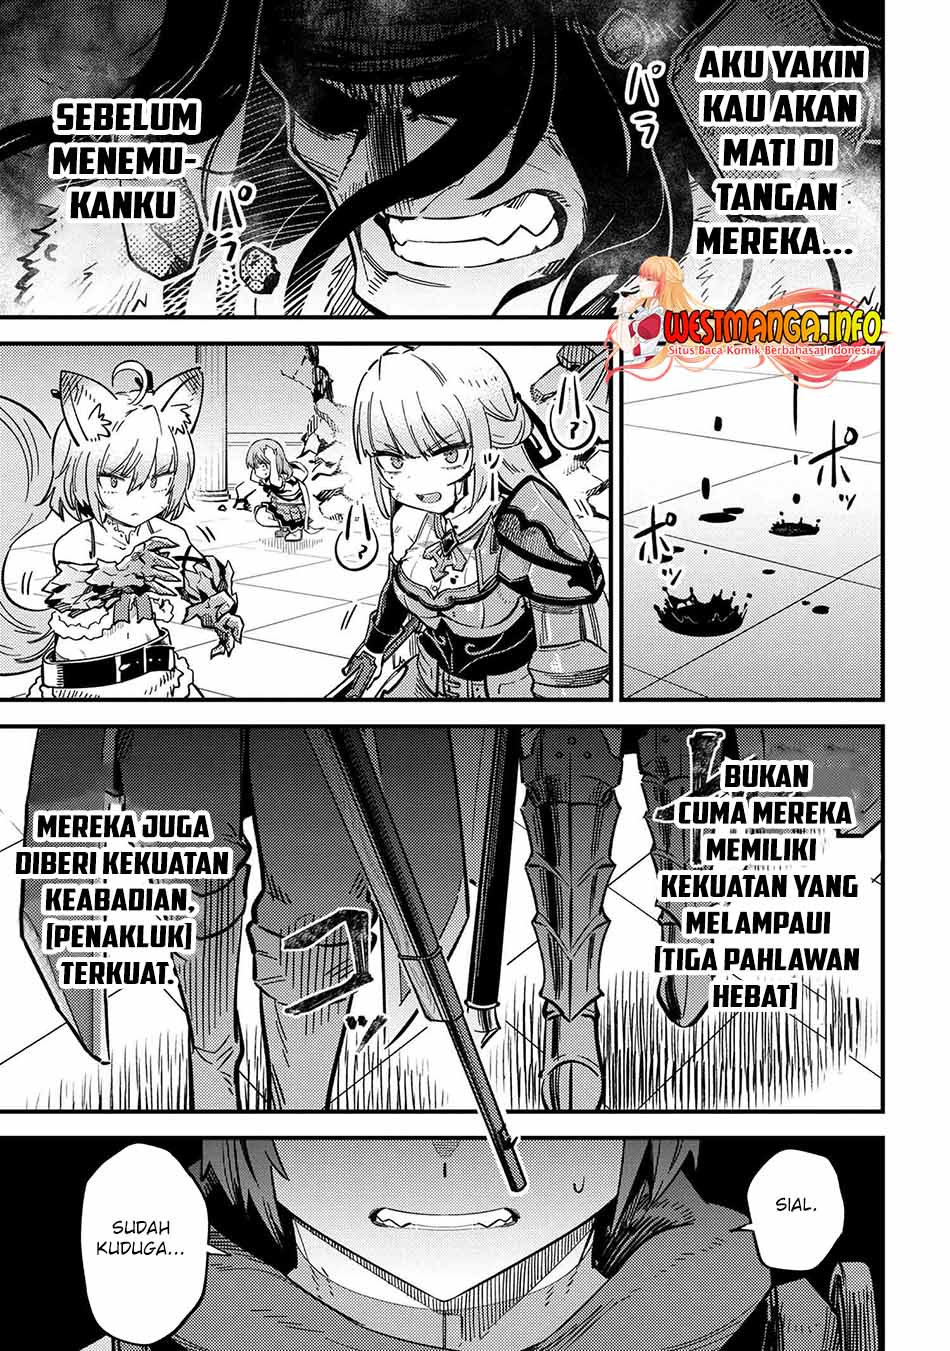 AKU YAKIN
KAU AKAN
MATI DI
TANGAN
MEREKA...
パラ
SEBELUM
MENEMU-
KANKU
パラ
WESTMANGA.INFO
Situs Baca Komik Berbahasa Indonesia
ポッ
ポッ
?
?
BUKAN
CUMA MEREKA
MEMILIKI
KEKUATAN YANG
MELAMPAUI
[TIGA PAHLAWAN
HEBAT]
MEREKA JUGA
DIBERI KEKUATAN
KEABADIAN,
[PENAKLUK]
TERKUAT.
SIAL.
SUDAH
KUDUGA...